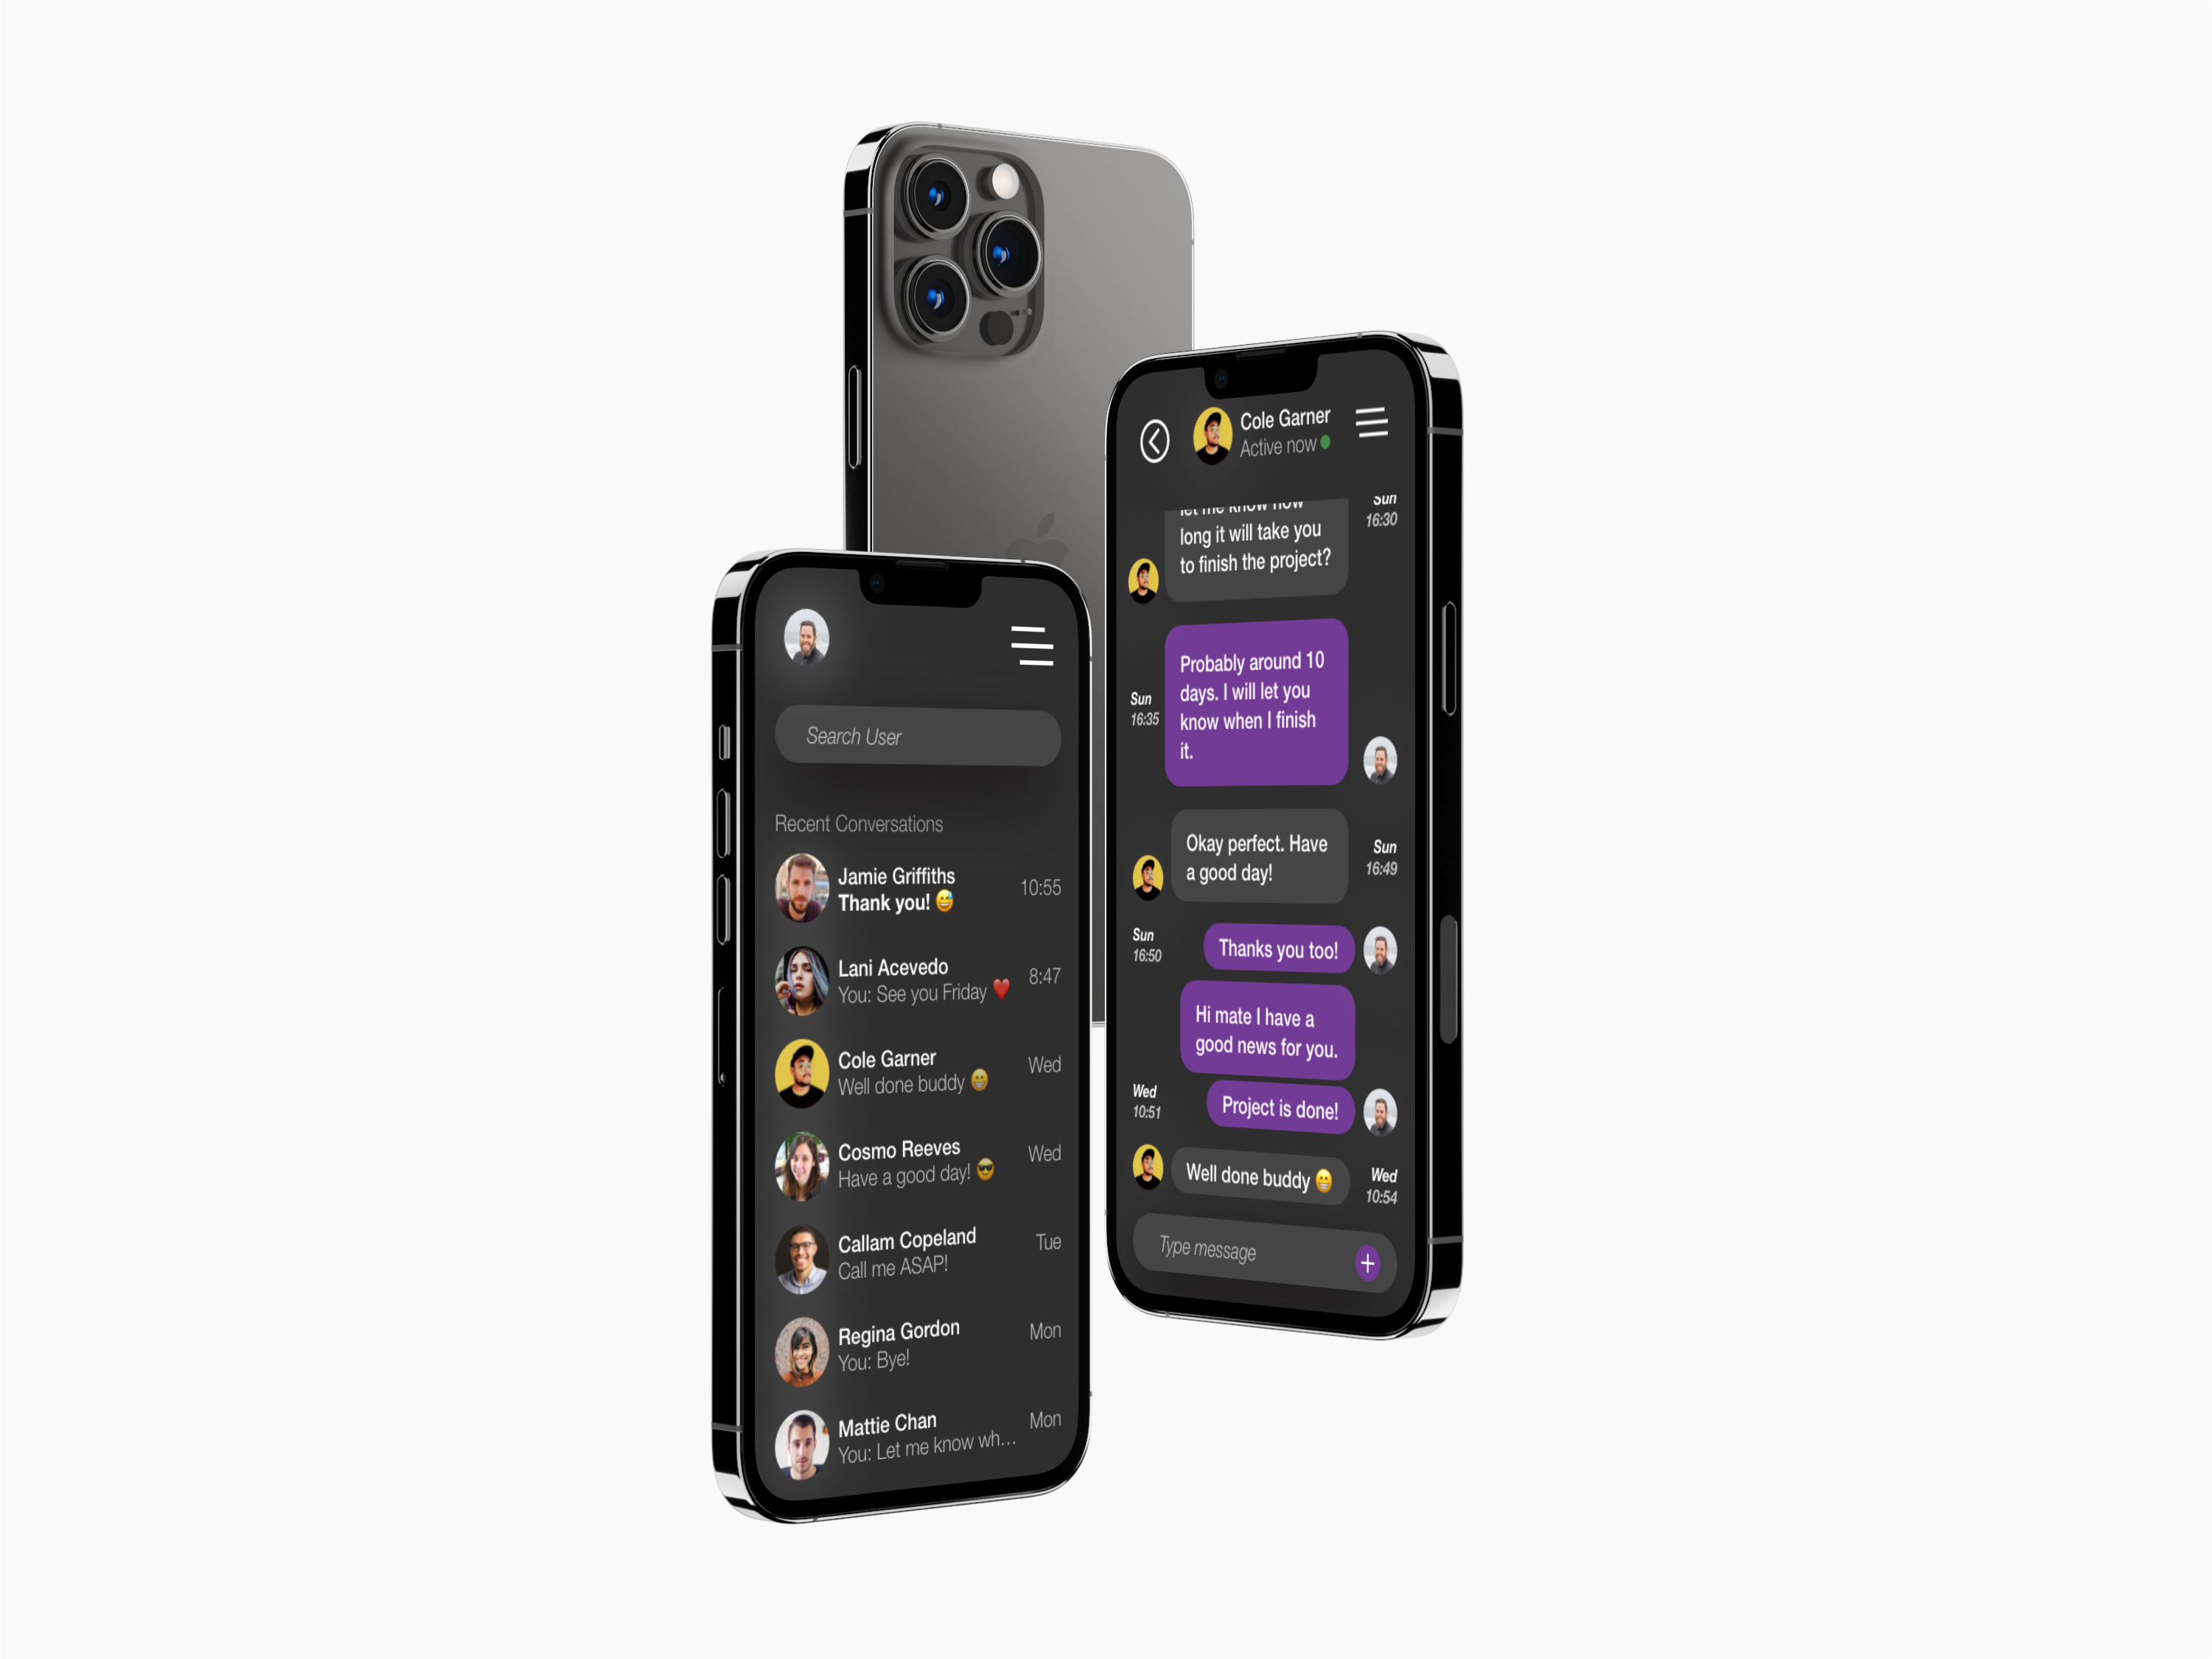 Search User
Recent Conversations
Jamie Griffiths
Thank you! 😅
10:55
Lani Acevedo
You: See you Friday ❤️
8:47
Cole Garner
Well done buddy 😁
Wed
Cosmo Reeves
Have a good day! 😎
Wed
Callam Copeland
Call me ASAP!
Tue
Regina Gordon
You: Bye!
Mon
Mattie Chan
You: Let me know wh...
Mon
Cole Garner
Active now
let me know how
long it will take you
to finish the project?
Sun
16:30
Probably around 10
days. I will let you
know when I finish
it.
Sun
16:35
Okay perfect. Have
a good day!
Sun
16:49
Sun
16:50
Thanks you too!
Hi mate I have a
good news for you.
Wed
10:51
Project is done!
Well done buddy 😁
Wed
10:54
Type message